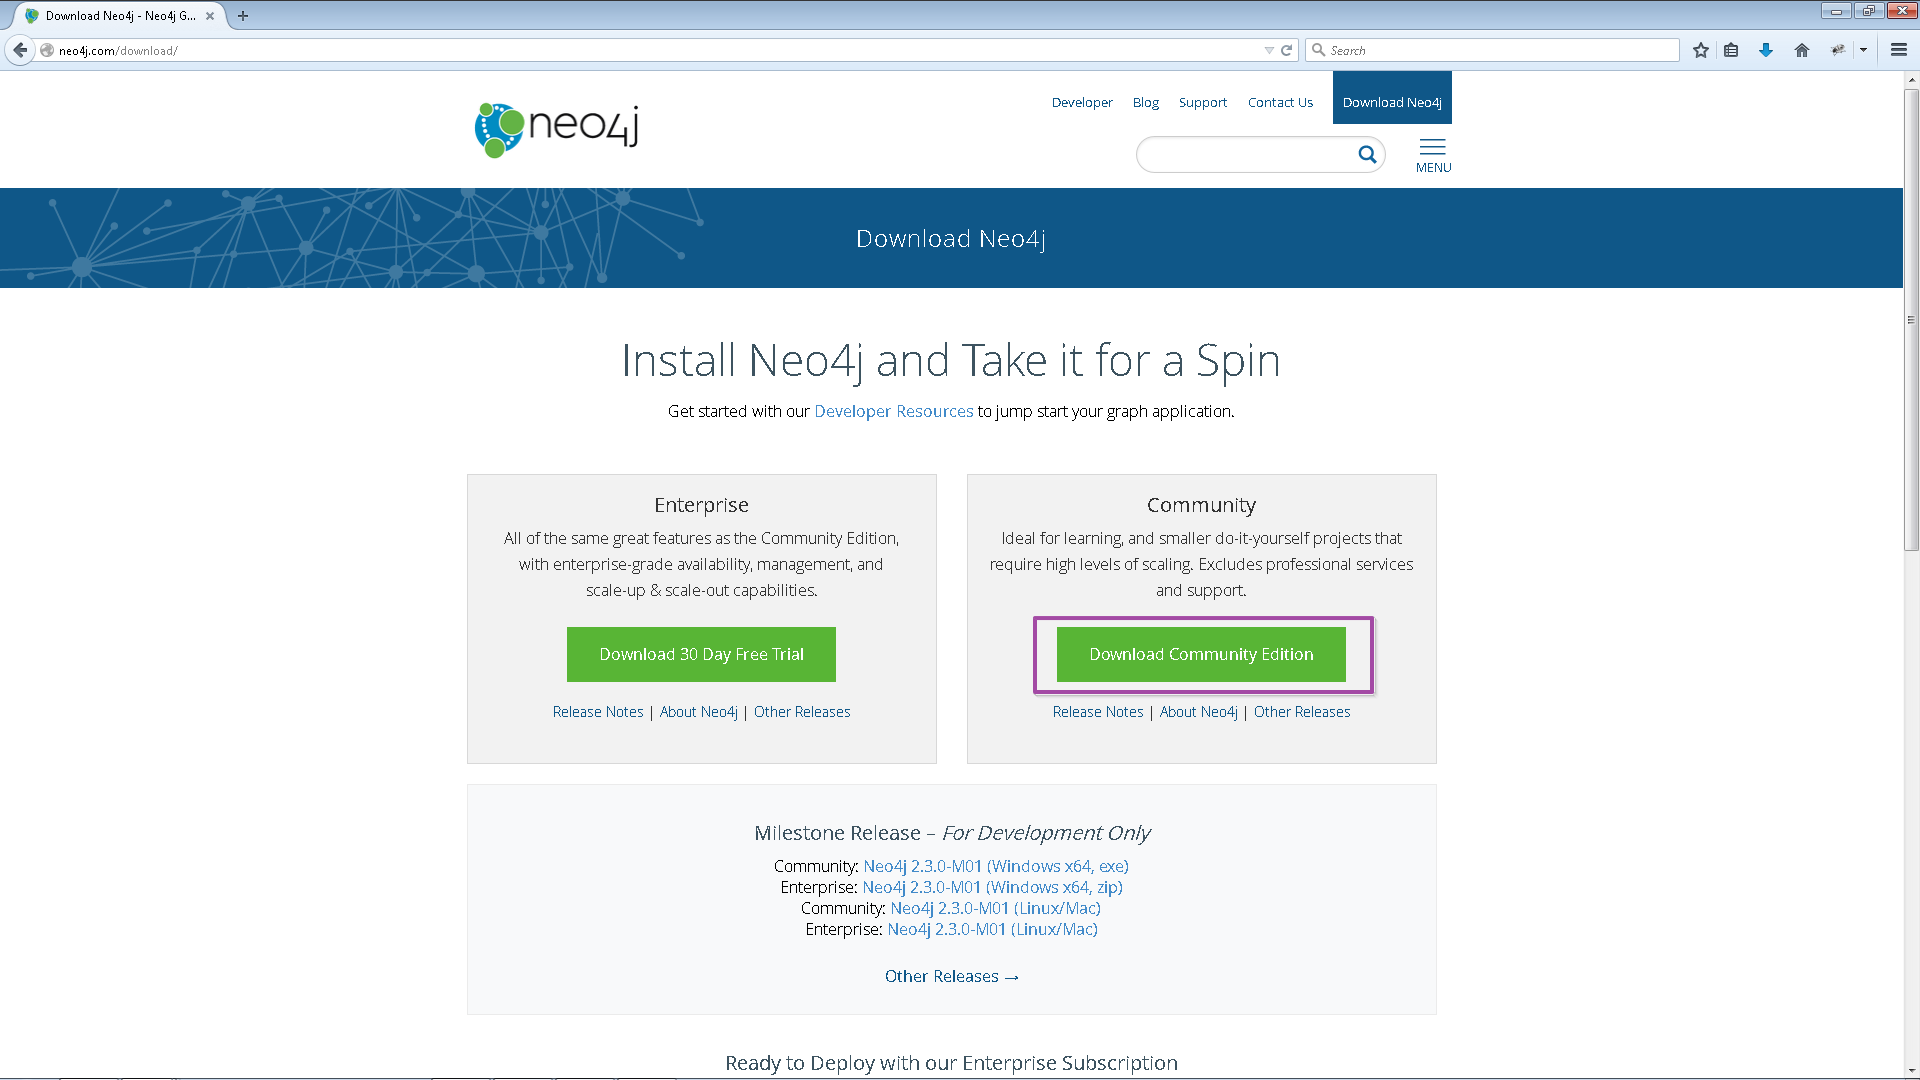 Download Neo4j - Neo4j G...
neo4j.com/download/
Search
neo4j
Developer
Blog
Support
Contact Us
Download Neo4j
MENU
Download Neo4j
Install Neo4j and Take it for a Spin
Get started with our Developer Resources to jump start your graph application.
Enterprise
All of the same great features as the Community Edition,
with enterprise-grade availability, management, and
scale-up & scale-out capabilities.
Download 30 Day Free Trial
Release Notes | About Neo4j | Other Releases
Community
Ideal for learning, and smaller do-it-yourself projects that
require high levels of scaling. Excludes professional services
and support.
Download Community Edition
Release Notes | About Neo4j | Other Releases
Milestone Release – For Development Only
Community: Neo4j 2.3.0-M01 (Windows x64, exe)
Enterprise: Neo4j 2.3.0-M01 (Windows x64, zip)
Community: Neo4j 2.3.0-M01 (Linux/Mac)
Enterprise: Neo4j 2.3.0-M01 (Linux/Mac)
Other Releases →
Ready to Deploy with our Enterprise Subscription